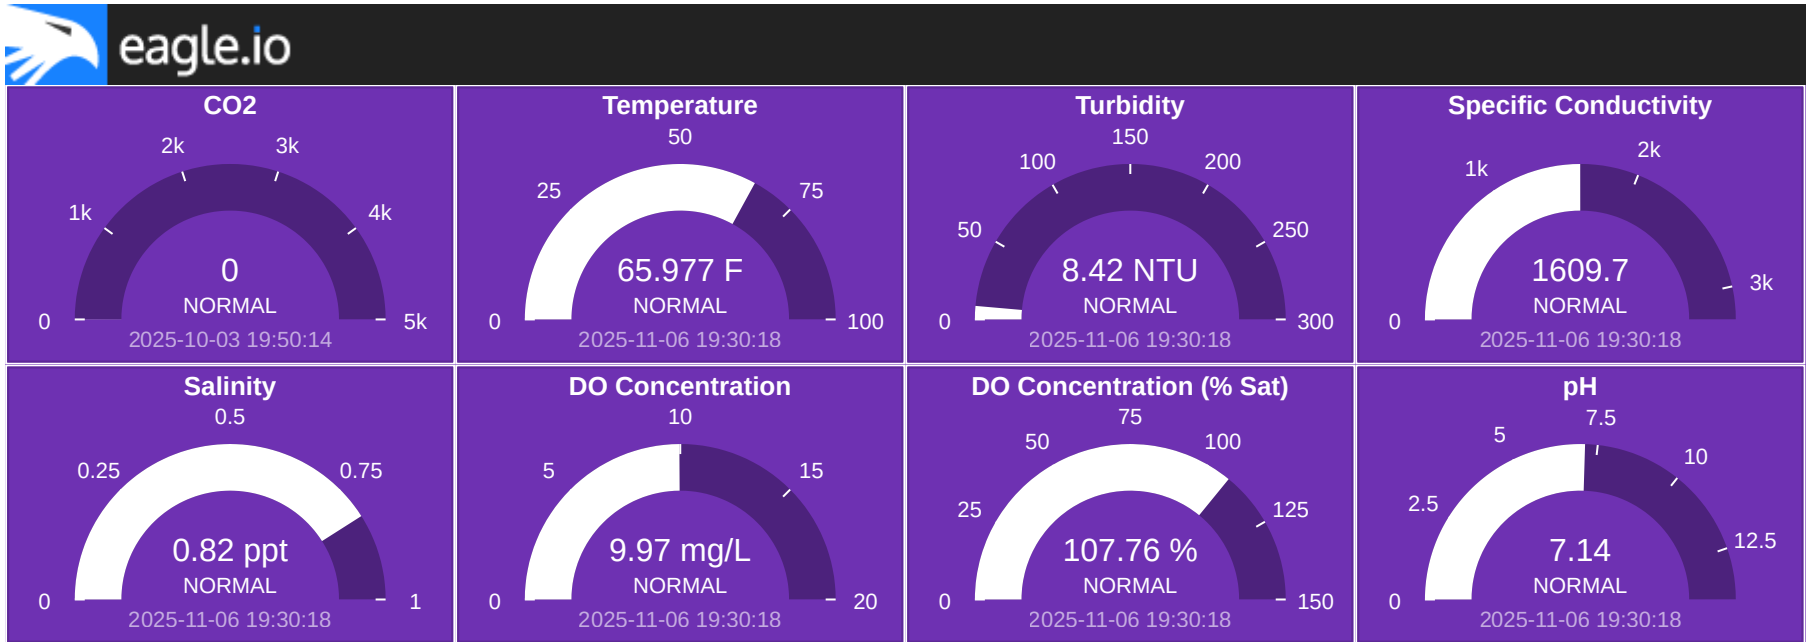 eagle.io
CO2
2k 3k
1k 4k
0
NORMAL
0 5k
2025-10-03 19:50:14
Temperature
50
25 75
65.977 F
NORMAL
0 100
2025-11-06 19:30:18
Turbidity
150
100 200
50 250
8.42 NTU
NORMAL
0 300
2025-11-06 19:30:18
Specific Conductivity
1k 2k
1609.7
3k
NORMAL
0
2025-11-06 19:30:18
Salinity
0.5
0.25 0.75
0.82 ppt
NORMAL
0 1
2025-11-06 19:30:18
DO Concentration
10
5 15
9.97 mg/L
NORMAL
0 20
2025-11-06 19:30:18
DO Concentration (% Sat)
75
50 100
25 125
107.76 %
NORMAL
0 150
2025-11-06 19:30:18
pH
7.5
5 10
2.5 12.5
7.14
NORMAL
0
2025-11-06 19:30:18